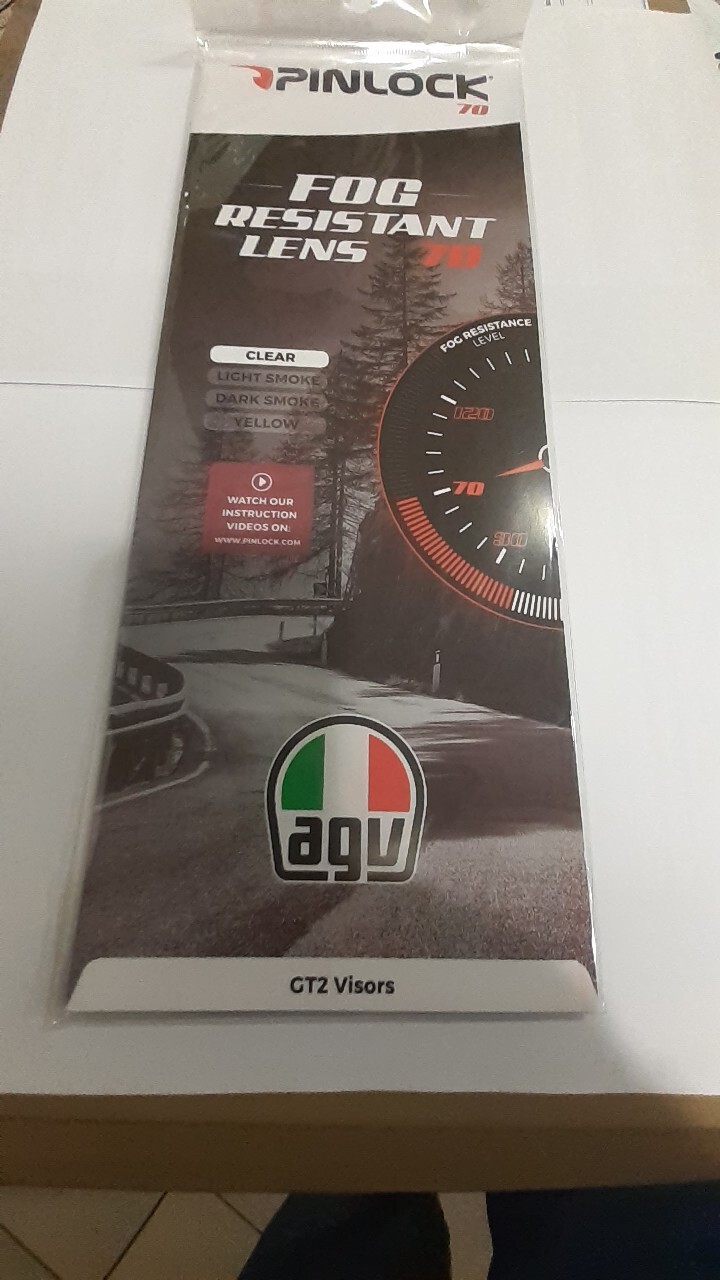 PINLOCK®
70
FOG
RESISTANT
LENS 70
FOG RESISTANCE
LEVEL
CLEAR
LIGHT SMOKE
DARK SMOKE
YELLOW
120
70
30
WATCH OUR
INSTRUCTION
VIDEOS ON:
WWW.PINLOCK.COM
agv
GT2 Visors